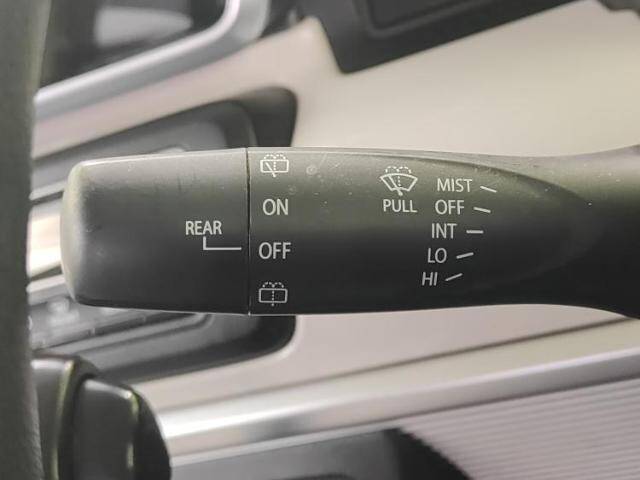 REAR
ON
OFF
PULL
MIST
OFF
INT
LO
HI